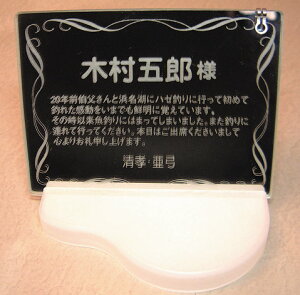 木村五郎様
20年前伯父さんと浜名湖にハゼ釣りに行って初めて
釣れた感動をいまでも鮮明に覚えています。
その時以来魚釣りにはまってしまいました。また釣りに
連れて行ってください。本日はご出席くださいまして
心よりお礼申し上げます。
清孝・亜弓